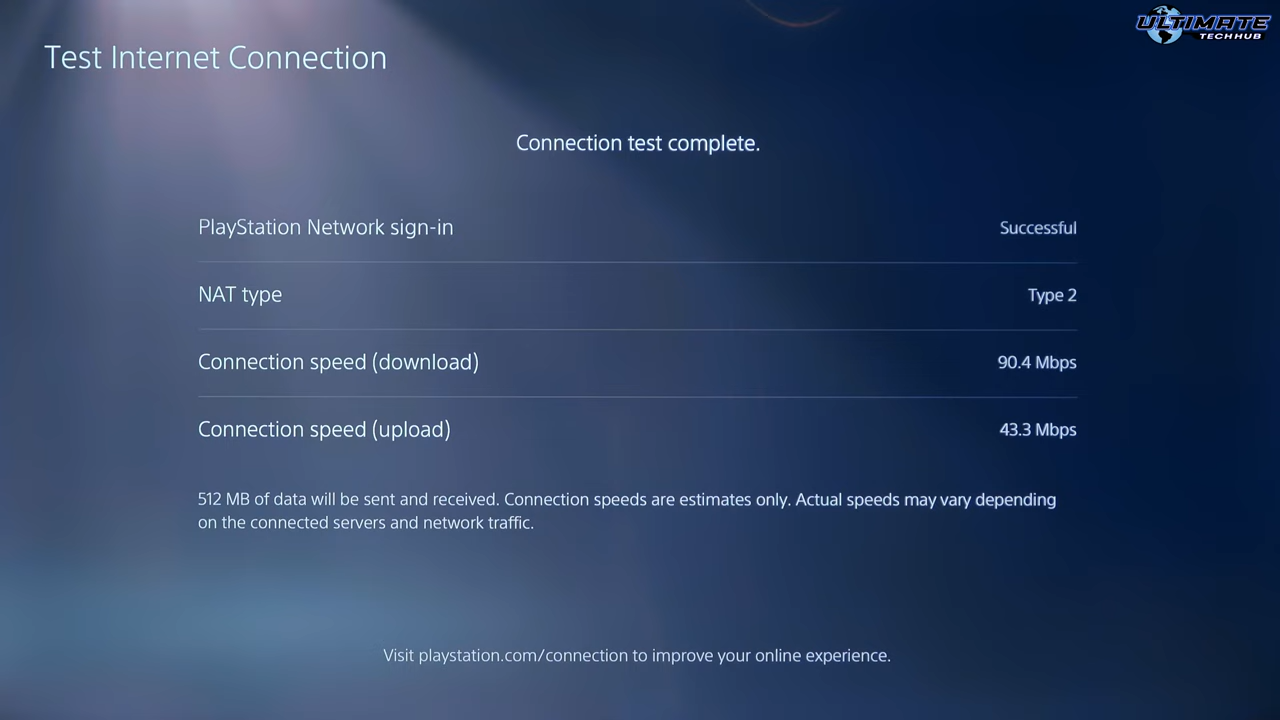 ULTIMATE
TECHHUB
Test Internet Connection
Connection test complete.
PlayStation Network sign-in Successful
NAT type Type 2
Connection speed (download) 90.4 Mbps
Connection speed (upload) 43.3 Mbps
512 MB of data will be sent and received. Connection speeds are estimates only. Actual speeds may vary depending
on the connected servers and network traffic.
Visit playstation.com/connection to improve your online experience.